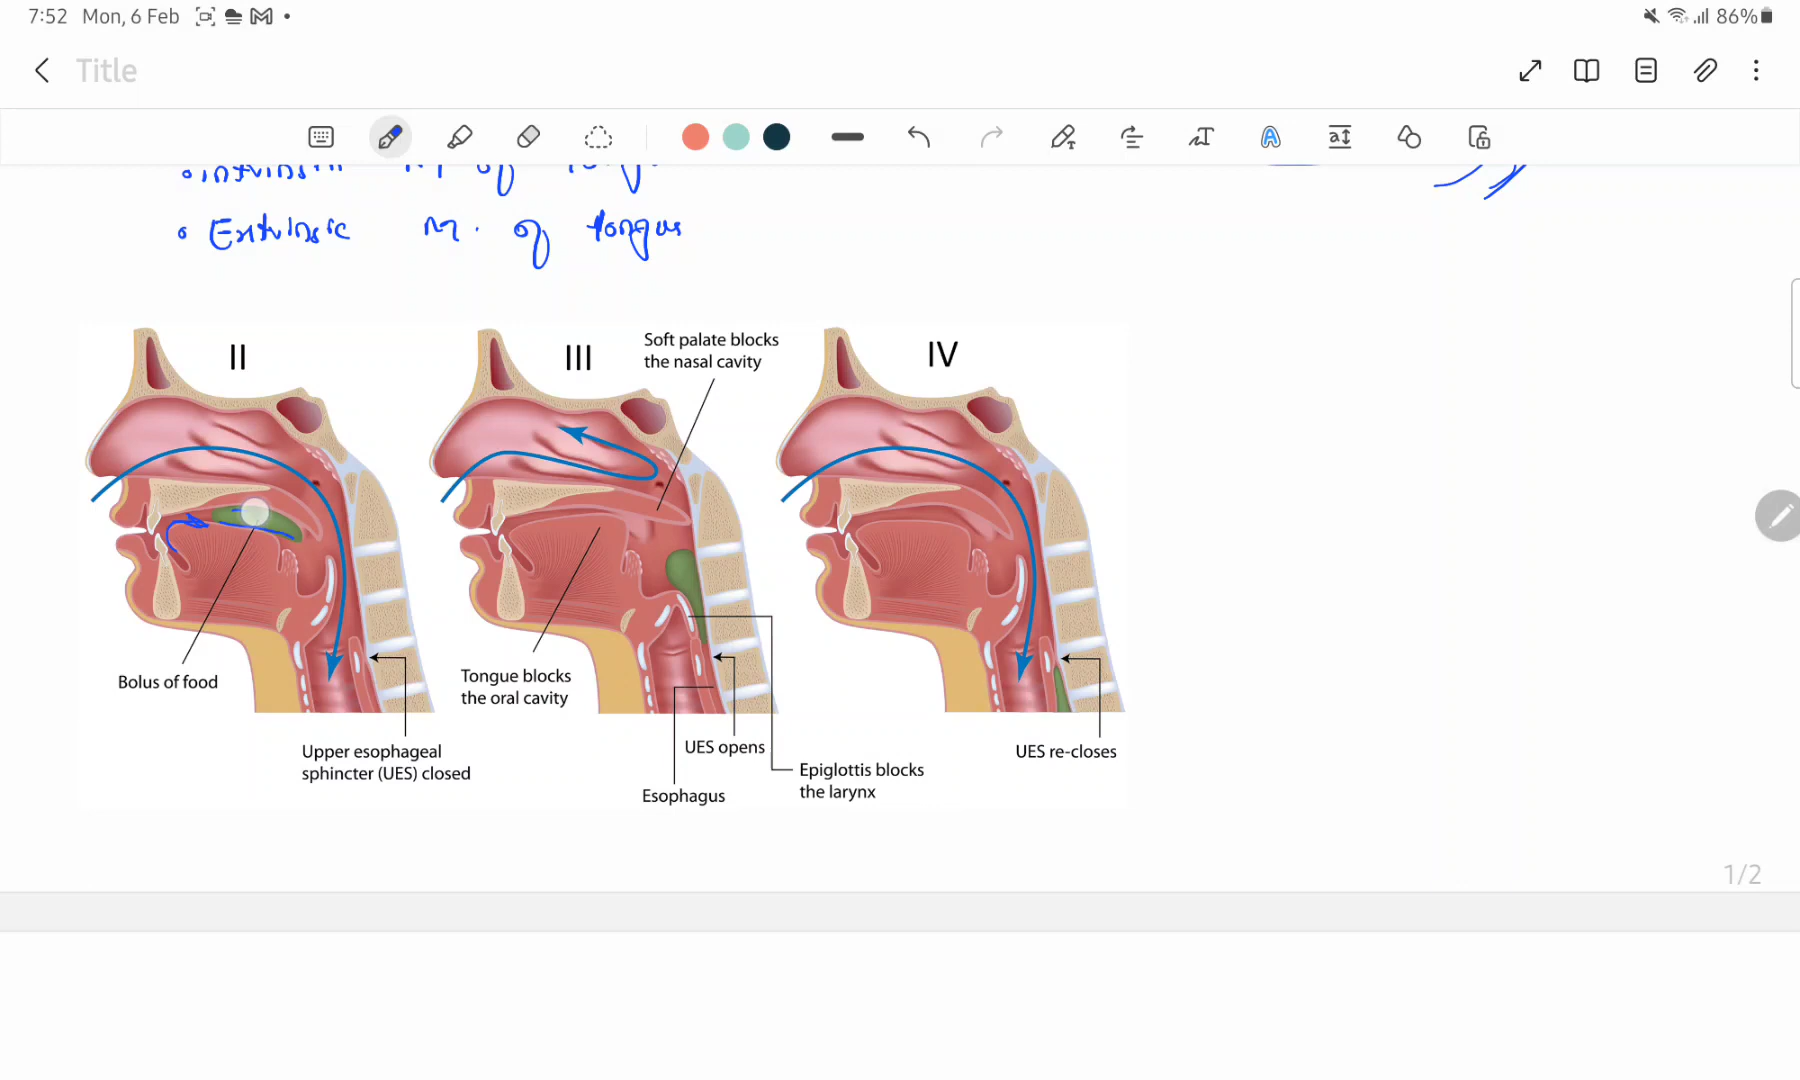 7:52 Mon, 6 Feb
86%
Title
• Extrinsic m. of tongue
II
III
Soft palate blocks
the nasal cavity
IV
Bolus of food
Tongue blocks
the oral cavity
Upper esophageal
sphincter (UES) closed
UES opens
Esophagus
Epiglottis blocks
the larynx
UES re-closes
1/2